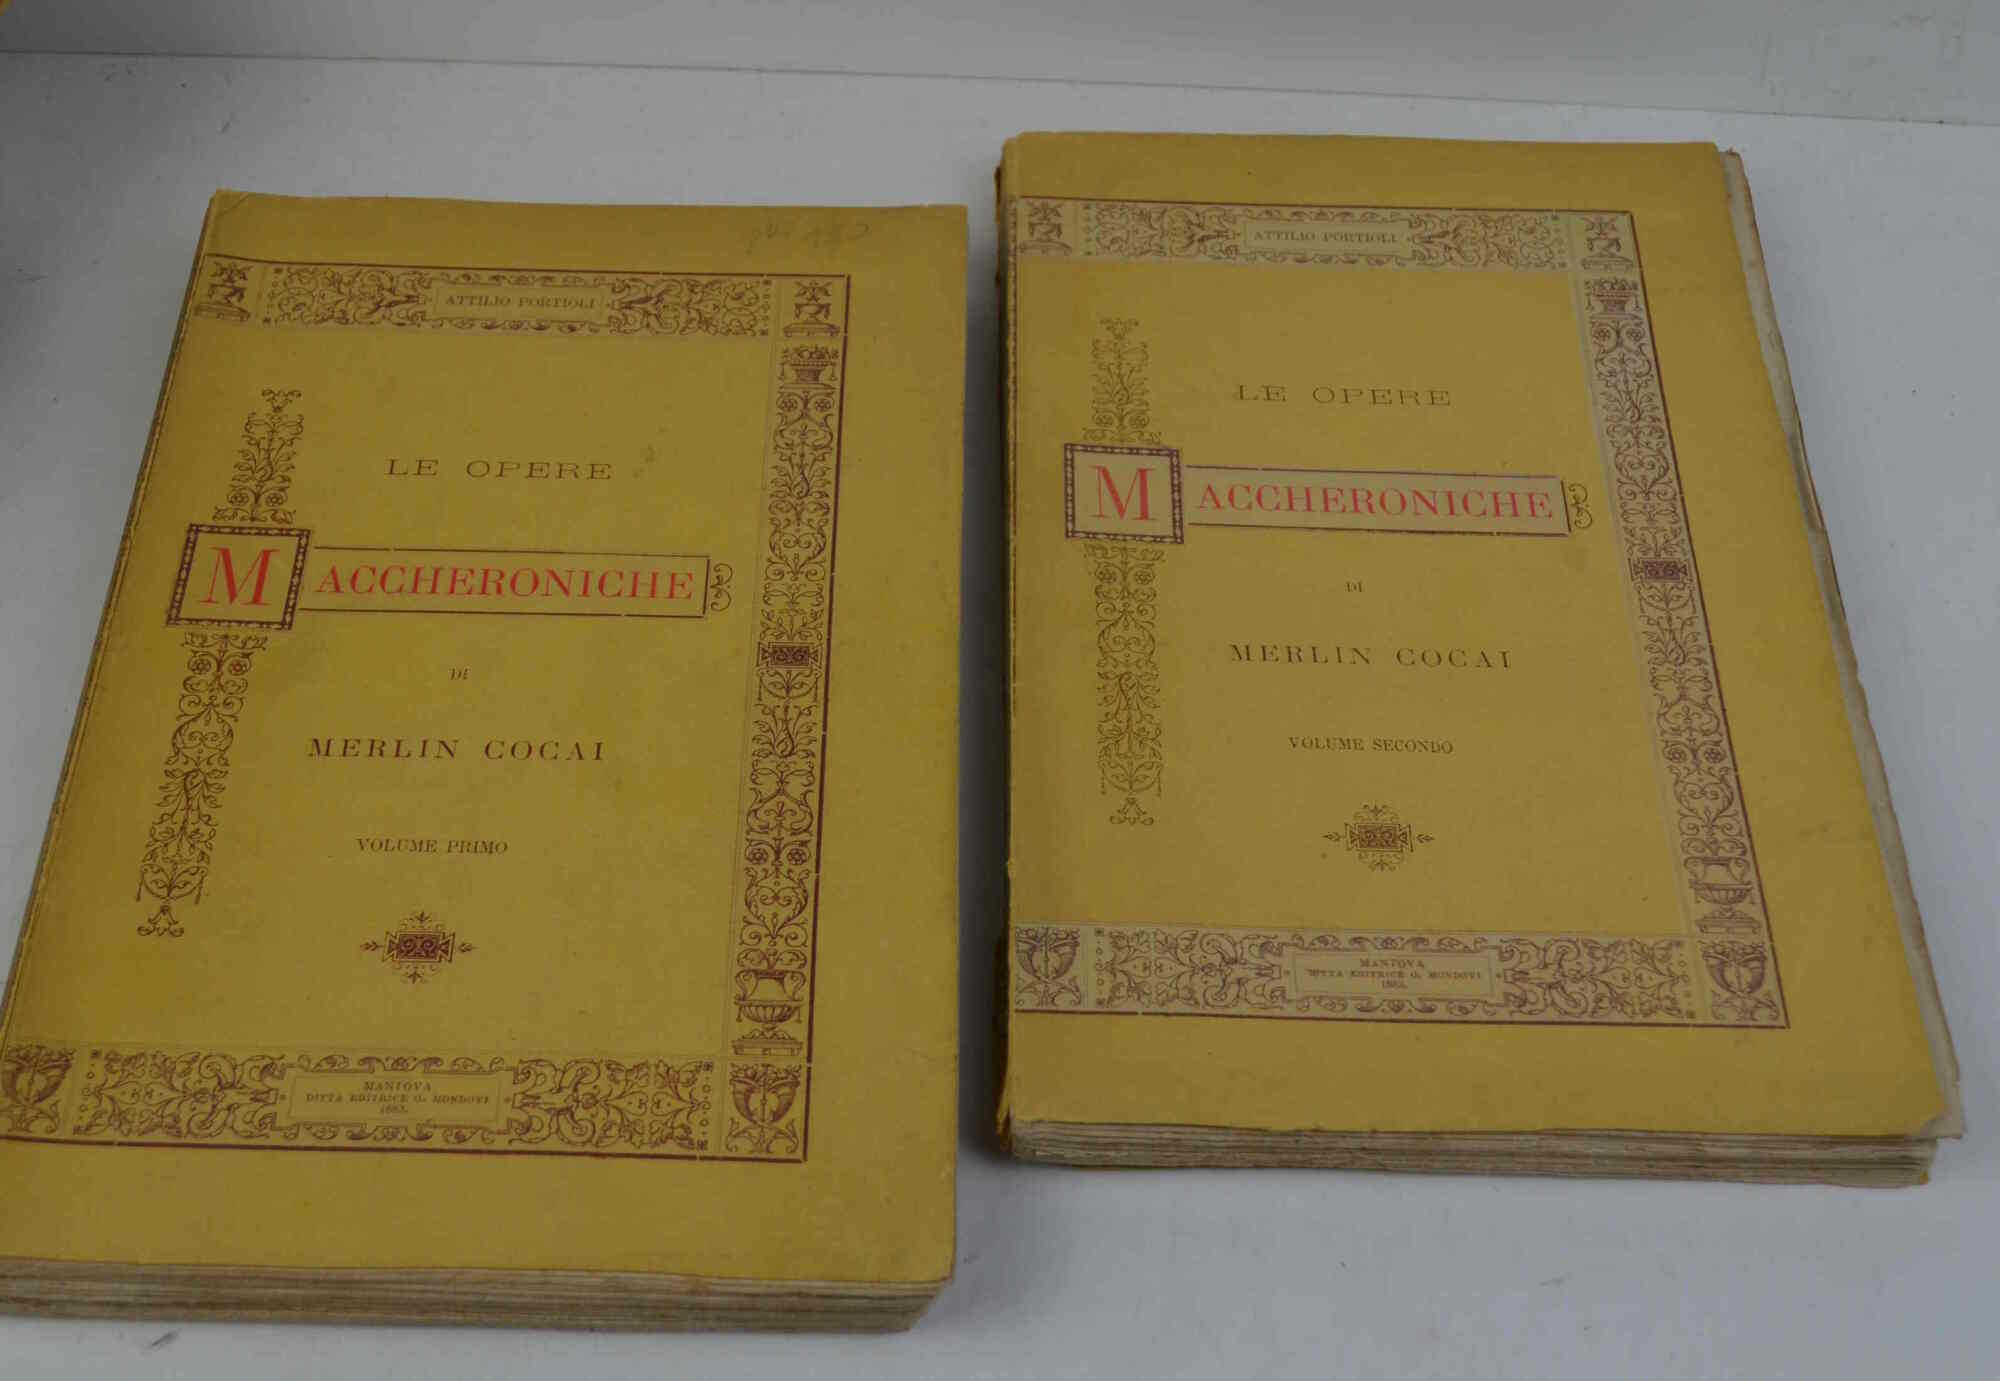 ATTILIO PORTIOLI
LE OPERE
MACCHERONICHE
DI
MERLIN COCAI
VOLUME PRIMO
MANTOVA
DITTA EDITRICE G. MONDOVI
ATTILIO PORTIOLI
LE OPERE
MACCHERONICHE
DI
MERLIN COCAI
VOLUME SECONDO
MANTOVA
DITTA EDITRICE G. MONDOVI